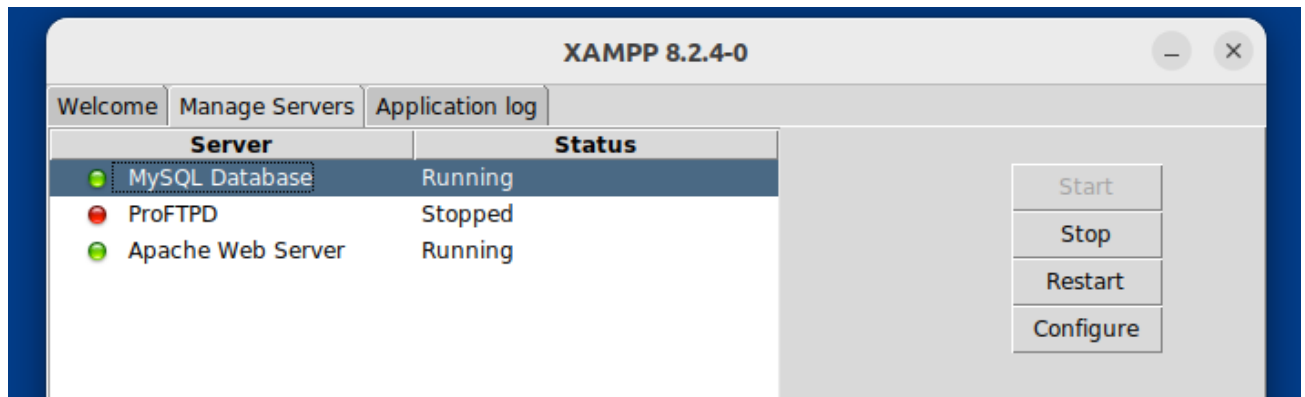 XAMPP 8.2.4-0
Welcome Manage Servers Application log
Server Status
MySQL Database Running
ProFTPD Stopped
Apache Web Server Running
Start
Stop
Restart
Configure